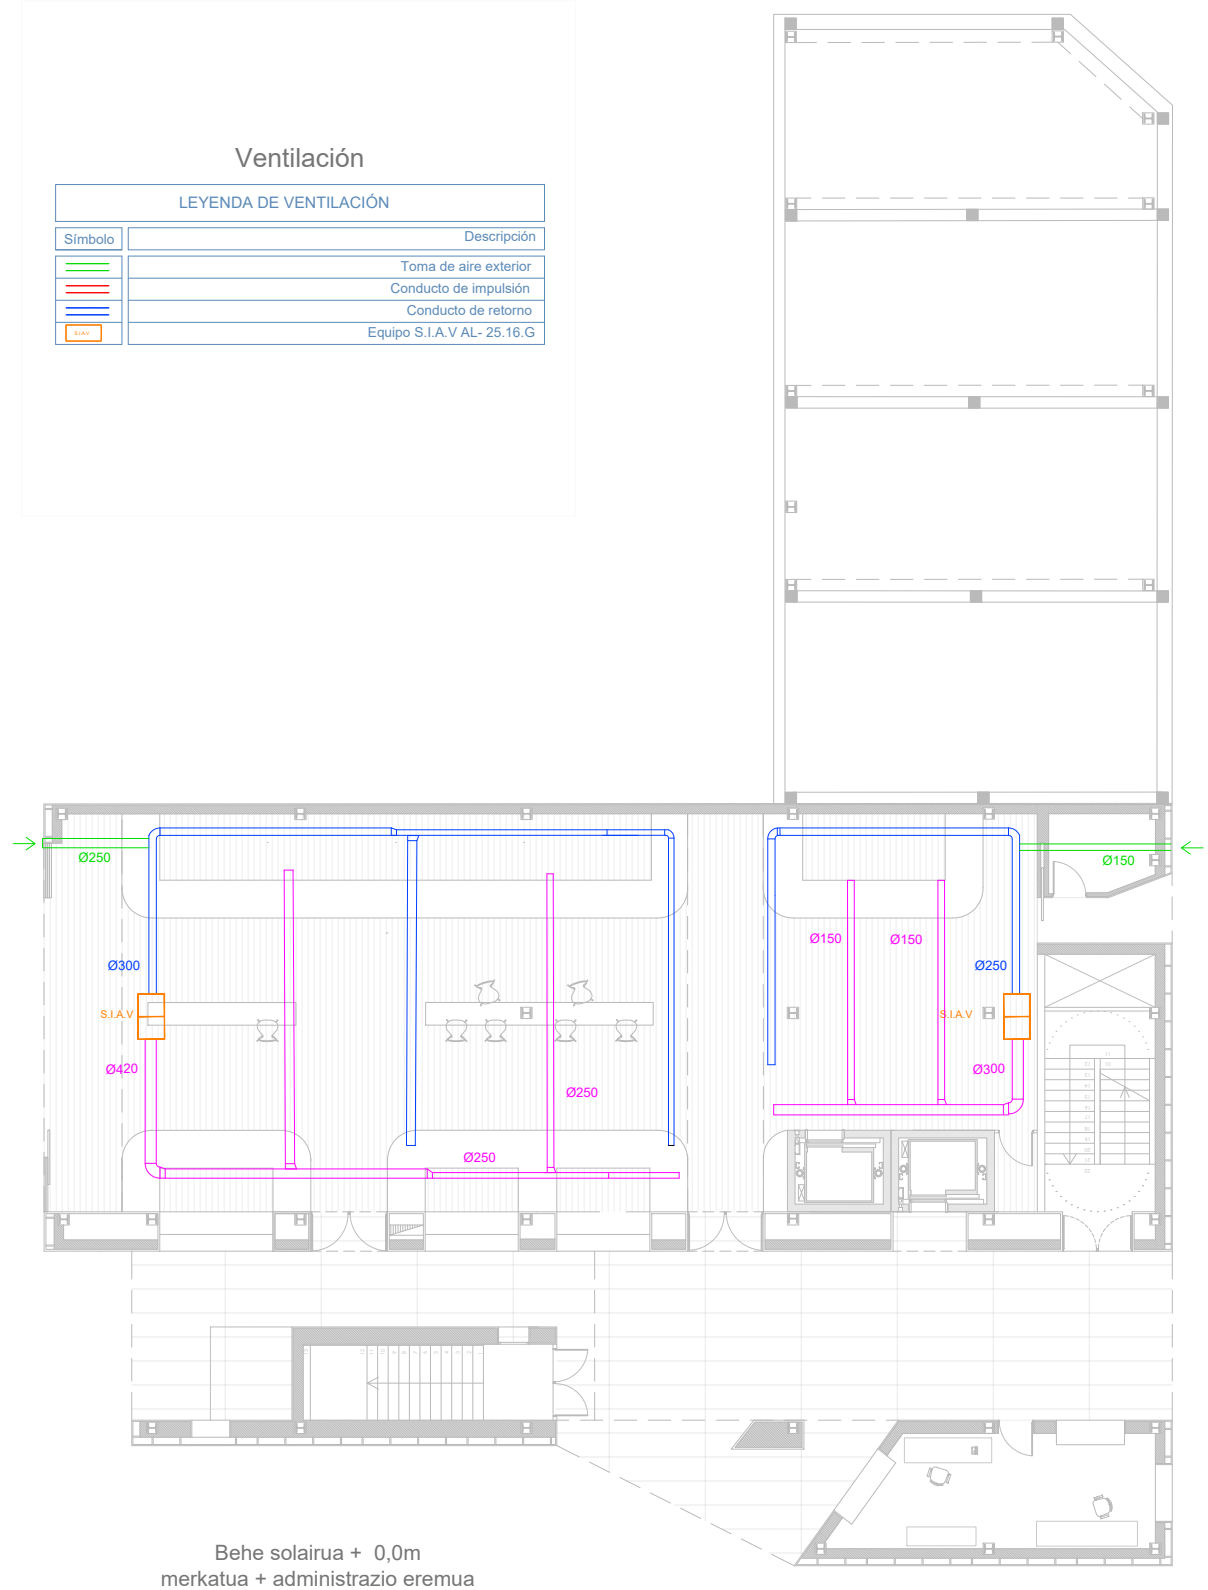 Ventilación
LEYENDA DE VENTILACIÓN
Símbolo Descripción
Toma de aire exterior
Conducto de impulsión
Conducto de retorno
S.I.A.V Equipo S.I.A.V AL- 25.16.G
Ø250
Ø150
Ø150
Ø150
Ø300
Ø250
S.I.A.V
S.I.A.V
Ø420
Ø300
Ø250
Ø250
Behe solairua + 0,0m
merkatua + administrazio eremua